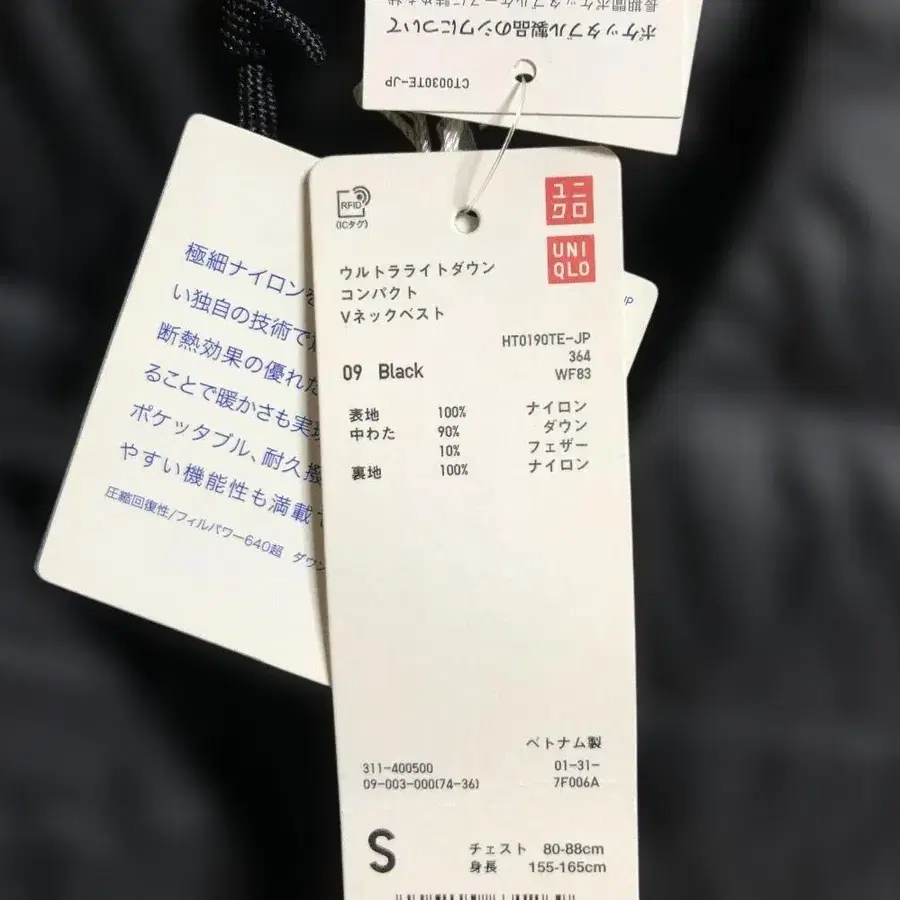 ポケッタブル製品のシワについて
CT0030TE-JP
極細ナイロン
い独自の技術で
断熱効果の優れた
ることで暖かさも実現
ポケッタブル、耐久撥
やすい機能性も満載
圧縮回復性/フィルパワー640超 ダウン
RFID
(ICタグ)
ユニ
クロ
UNI
QLO
ウルトラライトダウン
コンパクト
Vネックベスト
HT0190TE-JP
364
WF83
09 Black
表地 100% ナイロン
中わた 90% ダウン
10% フェザー
裏地 100% ナイロン
ベトナム製
311-400500 01-31-
09-003-000(74-36) 7F006A
S
チェスト 80-88cm
身長 155-165cm